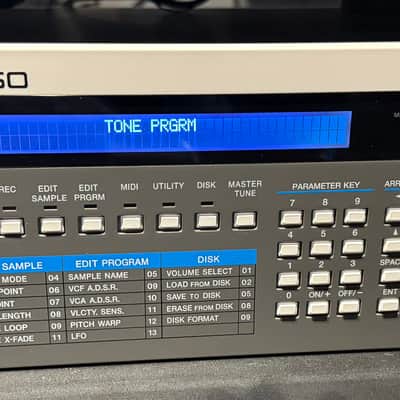 50
TONE PRGRM
REC
EDIT SAMPLE
EDIT PRGRM
MIDI
UTILITY
DISK
MASTER TUNE
PARAMETER KEY
7 8 9
4 5 6
1 2 3
0 ON/+ OFF/−
SPAC
ENT
SAMPLE
MODE 04
POINT 06
POINT 07
LENGTH 08
LOOP 09
X-FADE 11
EDIT PROGRAM
SAMPLE NAME 05
VCF A.D.S.R. 09
VCA A.D.S.R. 10
VLCTY. SENS. 11
PITCH WARP 12
LFO 13
DISK
VOLUME SELECT 01
LOAD FROM DISK 02
SAVE TO DISK 05
ERASE FROM DISK 08
DISK FORMAT 09